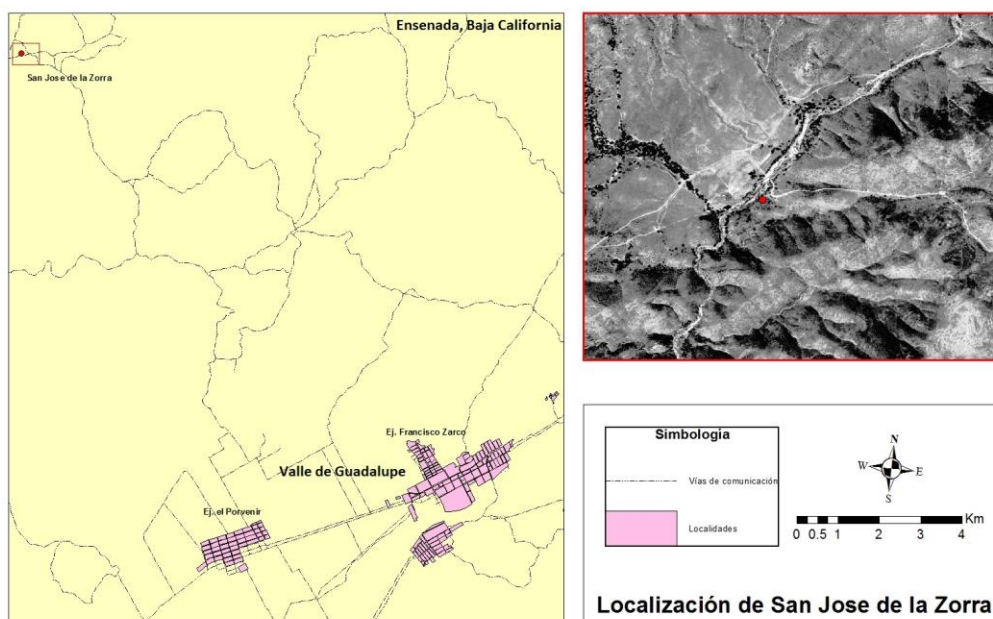 Ensenada, Baja California
San Jose de la Zorra
Ej. Francisco Zarco
Valle de Guadalupe
Ej. el Porvenir
Simbología
Vías de comunicación
Localidades
N
W
E
S
Km
0 0.5 1 2 3 4
Localización de San Jose de la Zorra